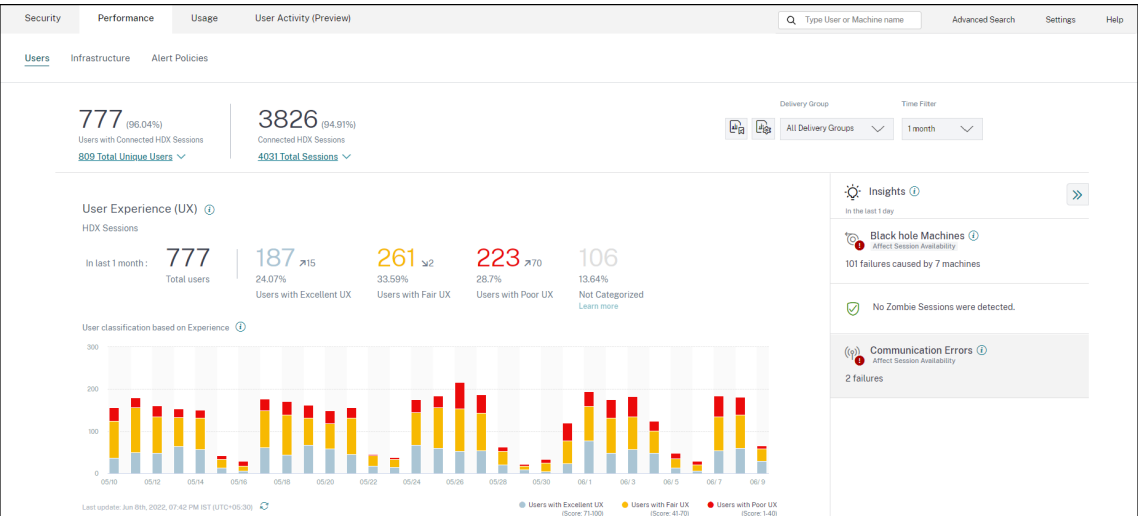 Security Performance Usage User Activity (Preview) Type User or Machine name Advanced Search Settings Help
Users Infrastructure Alert Policies
777 (96.04%)
Users with Connected HDX Sessions
809 Total Unique Users
3826 (94.91%)
Connected HDX Sessions
4031 Total Sessions
Delivery Group
All Delivery Groups
Time Filter
1 month
User Experience (UX)
HDX Sessions
In last 1 month :
777
Total users
187 15
24.07%
Users with Excellent UX
261 2
33.59%
Users with Fair UX
223 70
28.7%
Users with Poor UX
106
13.64%
Not Categorized
Learn more
User classification based on Experience
300
200
100
0
05/10 05/12 05/14 05/16 05/18 05/20 05/22 05/24 05/26 05/28 05/30 06/1 06/3 06/5 06/7 06/9
Last update: Jun 8th, 2022, 07:42 PM IST (UTC+05:30)
Users with Excellent UX
(Score: 71-100)
Users with Fair UX
(Score: 41-70)
Users with Poor UX
(Score: 1-40)
Insights
In the last 1 day
Black hole Machines
Affect Session Availability
101 failures caused by 7 machines
No Zombie Sessions were detected.
Communication Errors
Affect Session Availability
2 failures